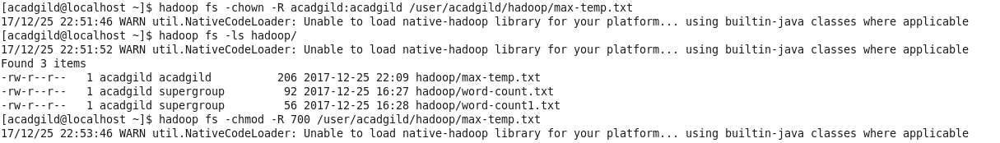 [acadgild@localhost ~]$ hadoop fs -chown -R acadgild:acadgild /user/acadgild/hadoop/max-temp.txt
17/12/25 22:51:46 WARN util.NativeCodeLoader: Unable to load native-hadoop library for your platform... using builtin-java classes where applicable
[acadgild@localhost ~]$ hadoop fs -ls hadoop/
17/12/25 22:51:52 WARN util.NativeCodeLoader: Unable to load native-hadoop library for your platform... using builtin-java classes where applicable
Found 3 items
-rw-r--r--   1 acadgild acadgild          206 2017-12-25 22:09 hadoop/max-temp.txt
-rw-r--r--   1 acadgild supergroup         92 2017-12-25 16:27 hadoop/word-count.txt
-rw-r--r--   1 acadgild supergroup         56 2017-12-25 16:28 hadoop/word-count1.txt
[acadgild@localhost ~]$ hadoop fs -chmod -R 700 /user/acadgild/hadoop/max-temp.txt
17/12/25 22:53:46 WARN util.NativeCodeLoader: Unable to load native-hadoop library for your platform... using builtin-java classes where applicable